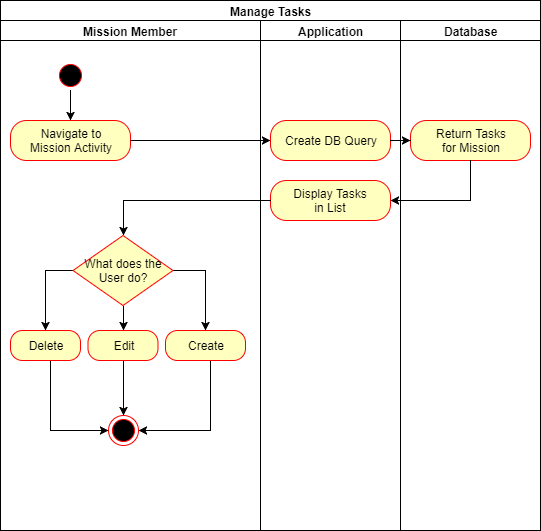 Manage Tasks
Mission Member
Application
Database
Navigate to
Mission Activity
Create DB Query
Return Tasks
for Mission
Display Tasks
in List
What does the
User do?
Delete
Edit
Create